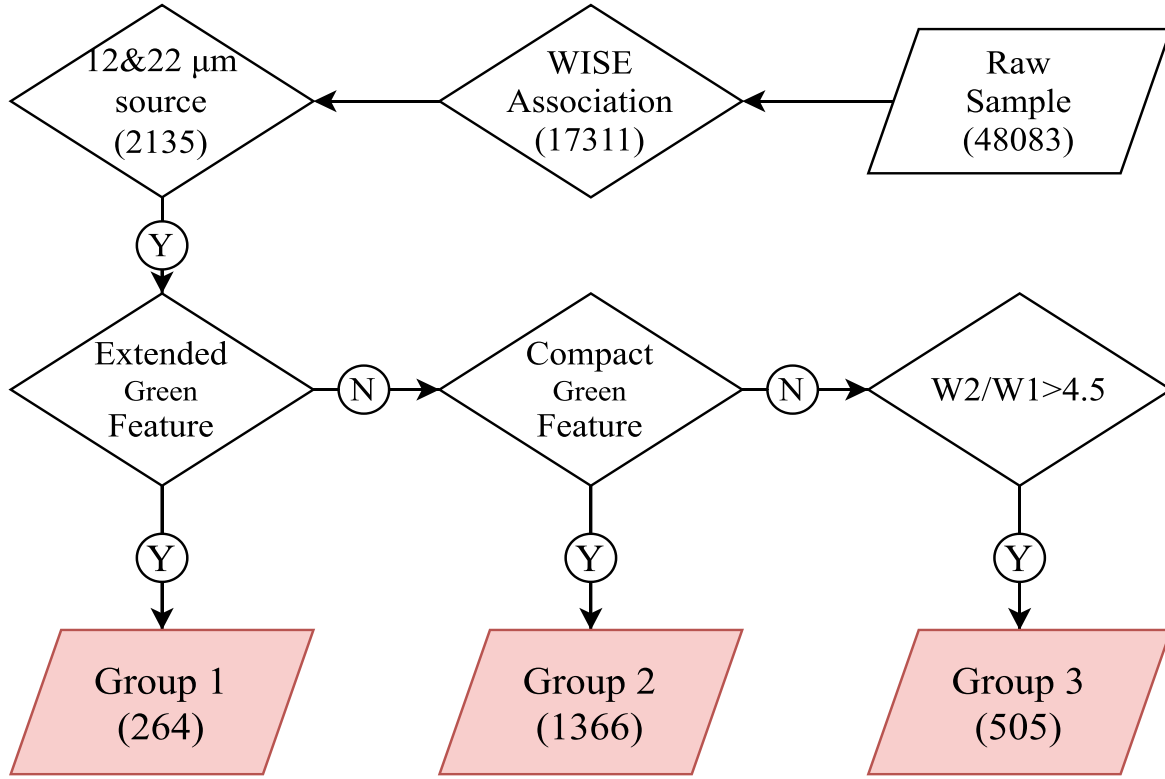 12&22 μm
source
(2135)
WISE
Association
(17311)
Raw
Sample
(48083)
Y
Extended
Green
Feature
N
Compact
Green
Feature
N
W2/W1>4.5
Y
Y
Y
Group 1
(264)
Group 2
(1366)
Group 3
(505)